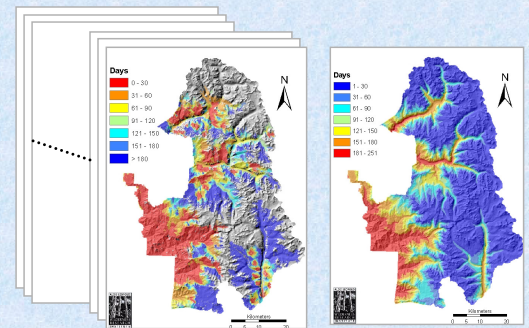 Days
0 - 30
31 - 60
61 - 90
91 - 120
121 - 150
151 - 180
> 180
N
Kilometers
0 5 10 20
Days
1 - 30
31 - 60
61 - 90
91 - 120
121 - 150
151 - 180
181 - 251
N
Kilometers
0 5 10 20